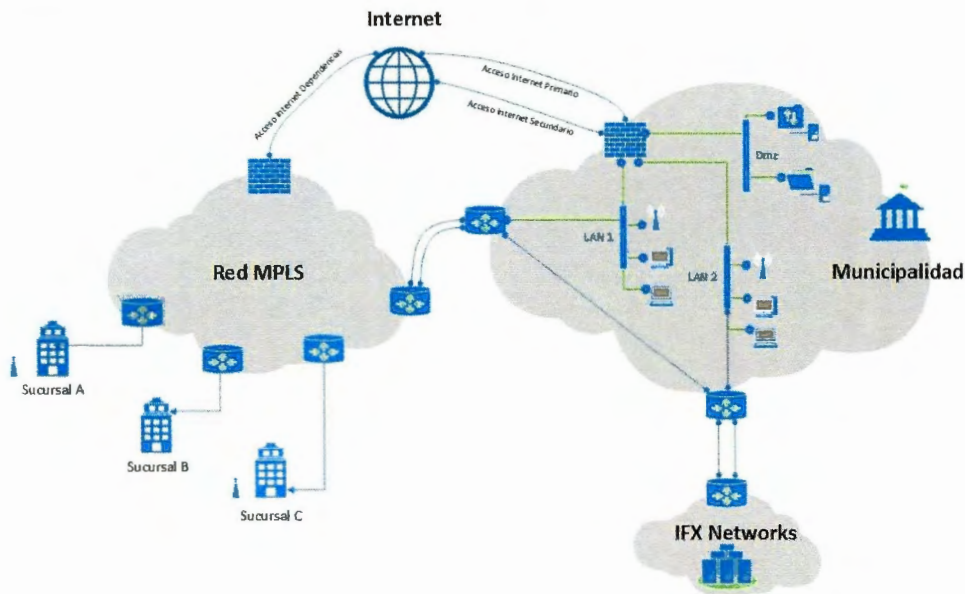 Internet
Acceso Internet Dependencias
Acceso Internet Primario
Acceso Internet Secundario
Dmz
LAN 1
Red MPLS
LAN 2
Municipalidad
Sucursal A
Sucursal B
Sucursal C
IFX Networks